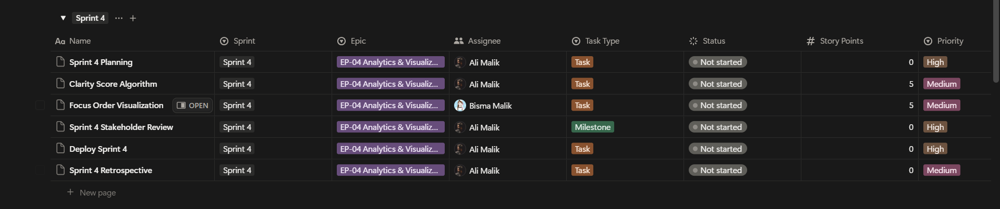 Sprint 4 ... +
Aa Name Sprint Epic Assignee Task Type Status # Story Points Priority
Sprint 4 Planning Sprint 4 EP-04 Analytics & Visualiz... Ali Malik Task Not started 0 High
Clarity Score Algorithm Sprint 4 EP-04 Analytics & Visualiz... Ali Malik Task Not started 5 Medium
Focus Order Visualization OPEN Sprint 4 EP-04 Analytics & Visualiz... Bisma Malik Task Not started 5 Medium
Sprint 4 Stakeholder Review Sprint 4 EP-04 Analytics & Visualiz... Ali Malik Milestone Not started 0 High
Deploy Sprint 4 Sprint 4 EP-04 Analytics & Visualiz... Ali Malik Task Not started 0 High
Sprint 4 Retrospective Sprint 4 EP-04 Analytics & Visualiz... Ali Malik Task Not started 0 Medium
+ New page